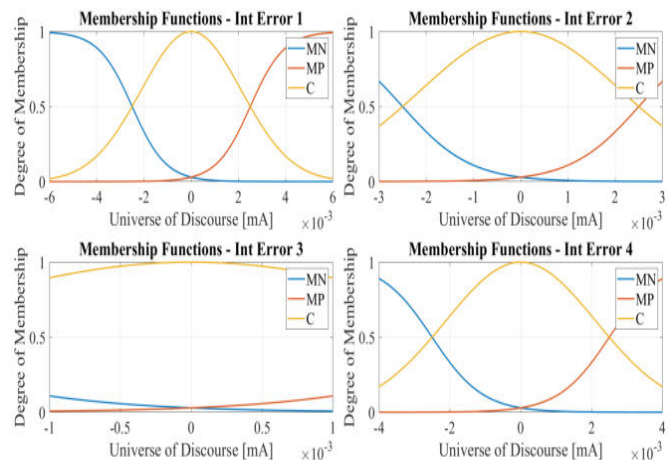 Membership Functions - Int Error 1
Degree of Membership
1
0.5
0
MN
MP
C
-6 -4 -2 0 2 4 6
Universe of Discourse [mA] ×10⁻³
Membership Functions - Int Error 2
Degree of Membership
1
0.5
0
MN
MP
C
-3 -2 -1 0 1 2 3
Universe of Discourse [mA] ×10⁻³
Membership Functions - Int Error 3
Degree of Membership
1
0.5
0
MN
MP
C
-1 -0.5 0 0.5 1
Universe of Discourse [mA] ×10⁻³
Membership Functions - Int Error 4
Degree of Membership
1
0.5
0
MN
MP
C
-4 -2 0 2 4
Universe of Discourse [mA] ×10⁻³